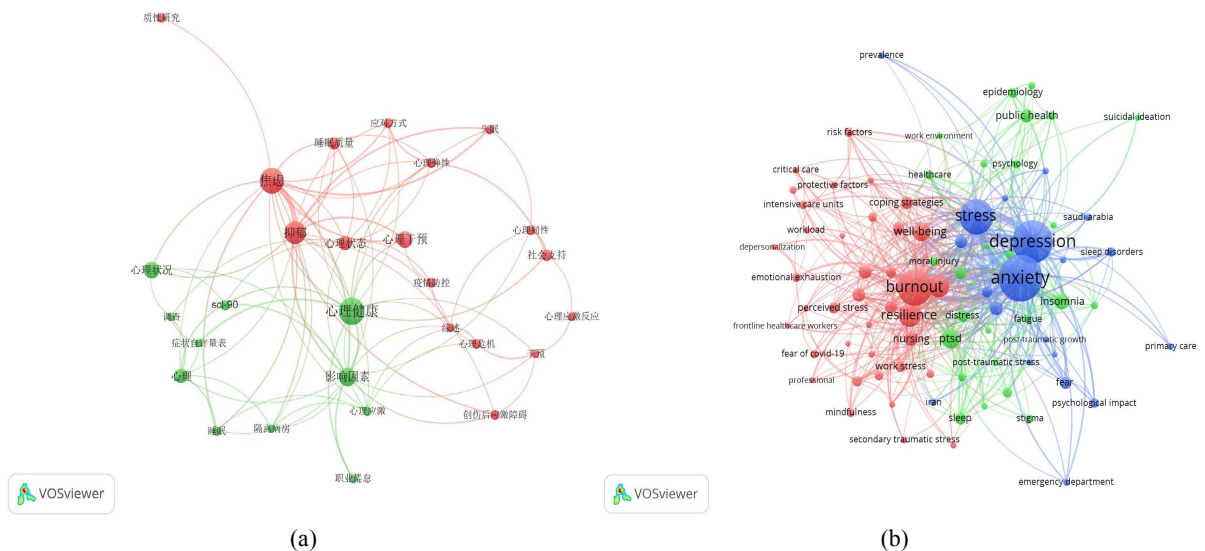 质性研究
应对方式
失眠
睡眠质量
心理弹性
焦虑
抑郁
心理状态
心理干预
心理韧性
社会支持
心理状况
scl-90
疫情防控
心理健康
调查
综述
心理应激反应
症状自评量表
心理危机
干预
心理
影响因素
心理应激
创伤后应激障碍
睡眠
隔离病房
职业倦怠
VOSviewer
(a)
prevalence
epidemiology
public health
suicidal ideation
risk factors
work environment
psychology
critical care
healthcare
protective factors
intensive care units
coping strategies
stress
saudi arabia
workload
well-being
depression
depersonalization
sleep disorders
moral injury
emotional exhaustion
anxiety
burnout
insomnia
perceived stress
resilience
distress
fatigue
frontline healthcare workers
nursing
ptsd
post-traumatic growth
primary care
fear of covid-19
work stress
post-traumatic stress
professional
fear
iran
psychological impact
mindfulness
sleep
stigma
secondary traumatic stress
emergency department
VOSviewer
(b)